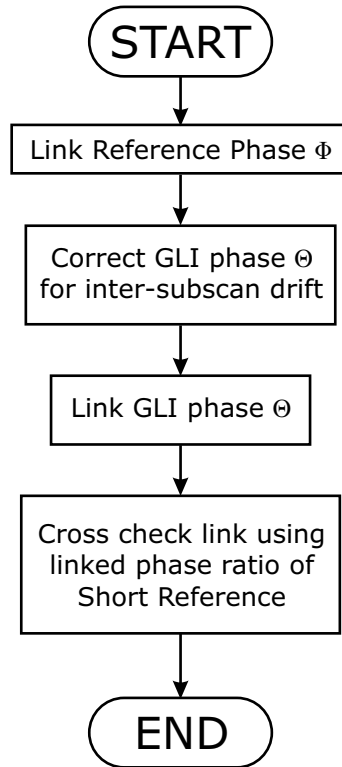 START
Link Reference Phase Φ
Correct GLI phase Θ
for inter-subscan drift
Link GLI phase Θ
Cross check link using
linked phase ratio of
Short Reference
END